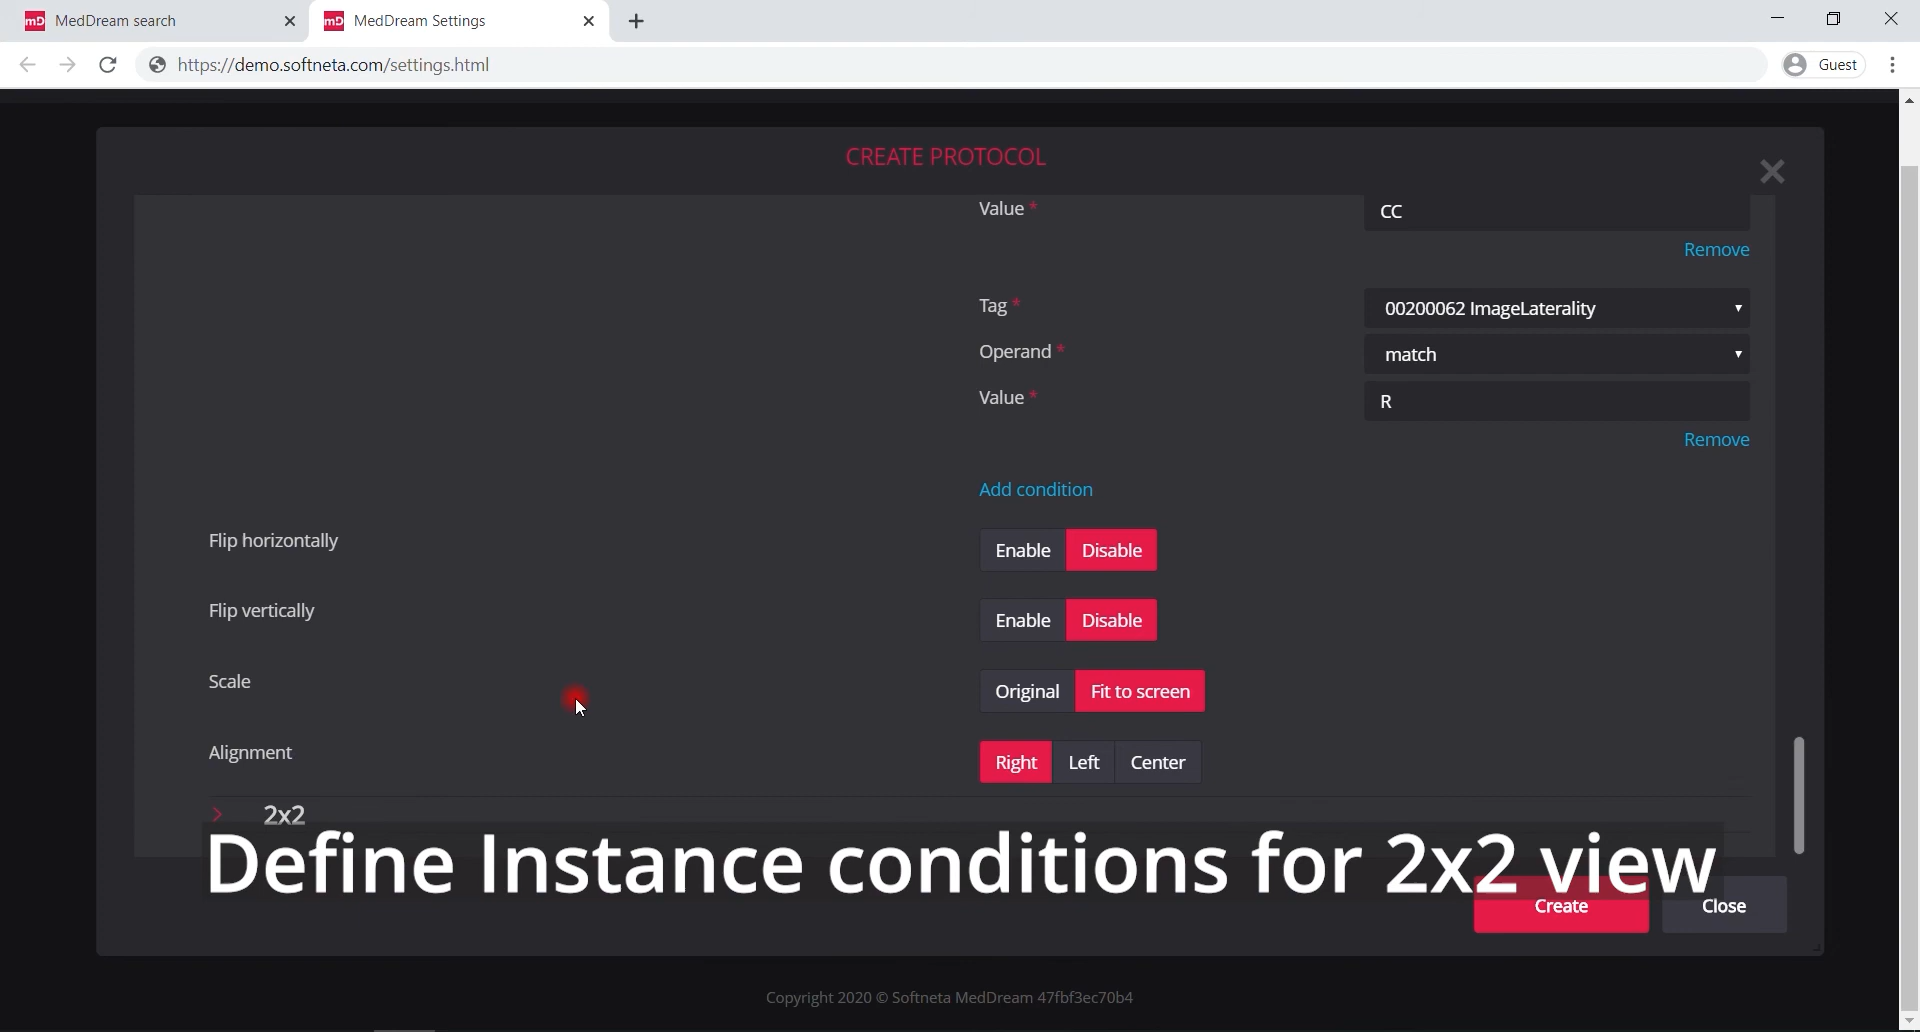 MedDream search
MedDream Settings
https://demo.softneta.com/settings.html
Guest
CREATE PROTOCOL
Value *
CC
Remove
Tag *
00200062 ImageLaterality
Operand *
match
Value *
R
Remove
Add condition
Flip horizontally
Enable Disable
Flip vertically
Enable Disable
Scale
Original Fit to screen
Alignment
Right Left Center
2x2
Define Instance conditions for 2x2 view
Create Close
Copyright 2020 © Softneta MedDream 47fbf3ec70b4